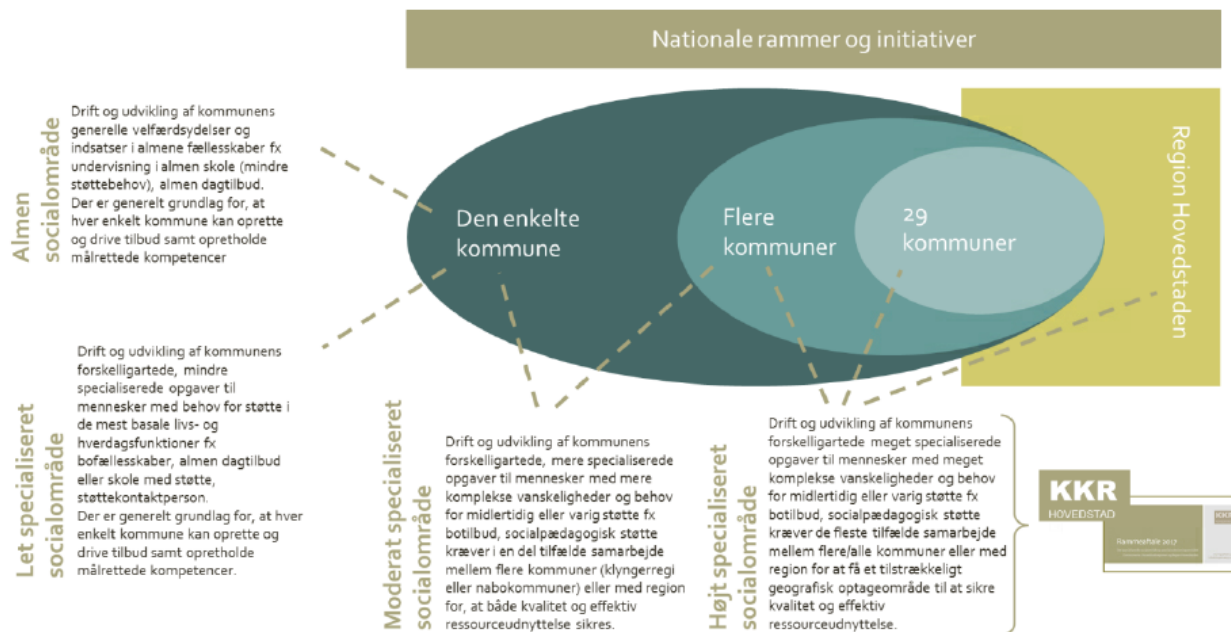 Nationale rammer og initiativer
Almen
socialområde
Drift og udvikling af kommunens
generelle velfærdsydelser og
indsatser i almene fællesskaber fx
undervisning i almen skole (mindre
støttebehov), almen dagtilbud.
Der er generelt grundlag for, at
hver enkelt kommune kan oprette
og drive tilbud samt opretholde
målrettede kompetencer
Den enkelte
kommune
Flere
kommuner
29
kommuner
Region Hovedstaden
Let specialiseret
socialområde
Drift og udvikling af kommunens
forskelligartede, mindre
specialiserede opgaver til
mennesker med behov for støtte i
de mest basale livs- og
hverdagsfunktioner fx
bofællesskaber, almen dagtilbud
eller skole med støtte,
støttekontaktperson.
Der er generelt grundlag for, at hver
enkelt kommune kan oprette og
drive tilbud samt opretholde
målrettede kompetencer.
Moderat specialiseret
socialområde
Drift og udvikling af kommunens
forskelligartede, mere specialiserede
opgaver til mennesker med mere
komplekse vanskeligheder og behov
for midlertidig eller varig støtte fx
botilbud, socialpædagogisk støtte
kræver i en del tilfælde samarbejde
mellem flere kommuner (klyngerregi
eller nabokommuner) eller med region
for, at både kvalitet og effektiv
ressourceudnyttelse sikres.
Højt specialiseret
socialområde
Drift og udvikling af kommunens
forskelligartede meget specialiserede
opgaver til mennesker med meget
komplekse vanskeligheder og behov
for midlertidig eller varig støtte fx
botilbud, socialpædagogisk støtte
kræver de fleste tilfælde samarbejde
mellem flere/alle kommuner eller med
region for at få et tilstrækkeligt
geografisk optageområde til at sikre
kvalitet og effektiv
ressourceudnyttelse.
KKR
HOVEDSTAD
Rammeaftale 2017
KKR